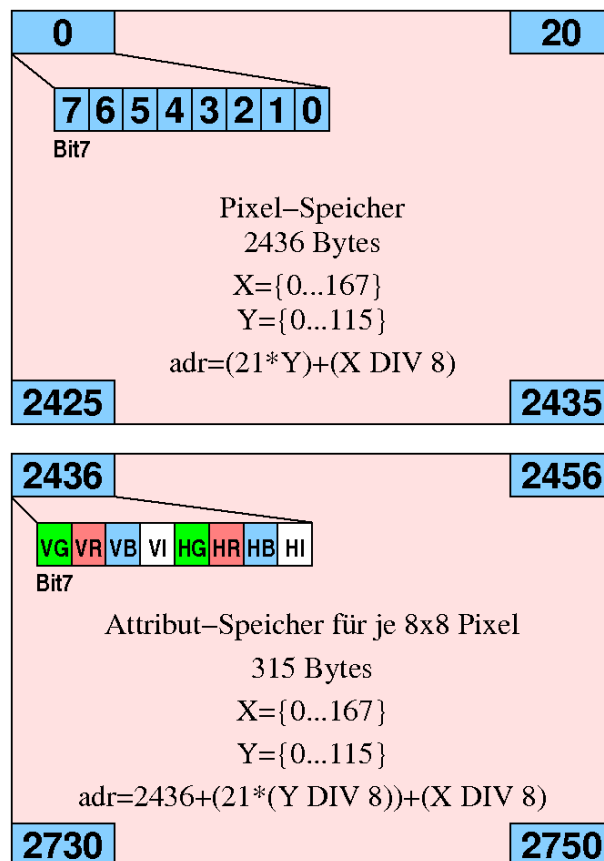 0 20
7 6 5 4 3 2 1 0
Bit7
Pixel–Speicher
2436 Bytes
X={0...167}
Y={0...115}
adr=(21*Y)+(X DIV 8)
2425 2435
2436 2456
VG VR VB VI HG HR HB HI
Bit7
Attribut–Speicher für je 8x8 Pixel
315 Bytes
X={0...167}
Y={0...115}
adr=2436+(21*(Y DIV 8))+(X DIV 8)
2730 2750